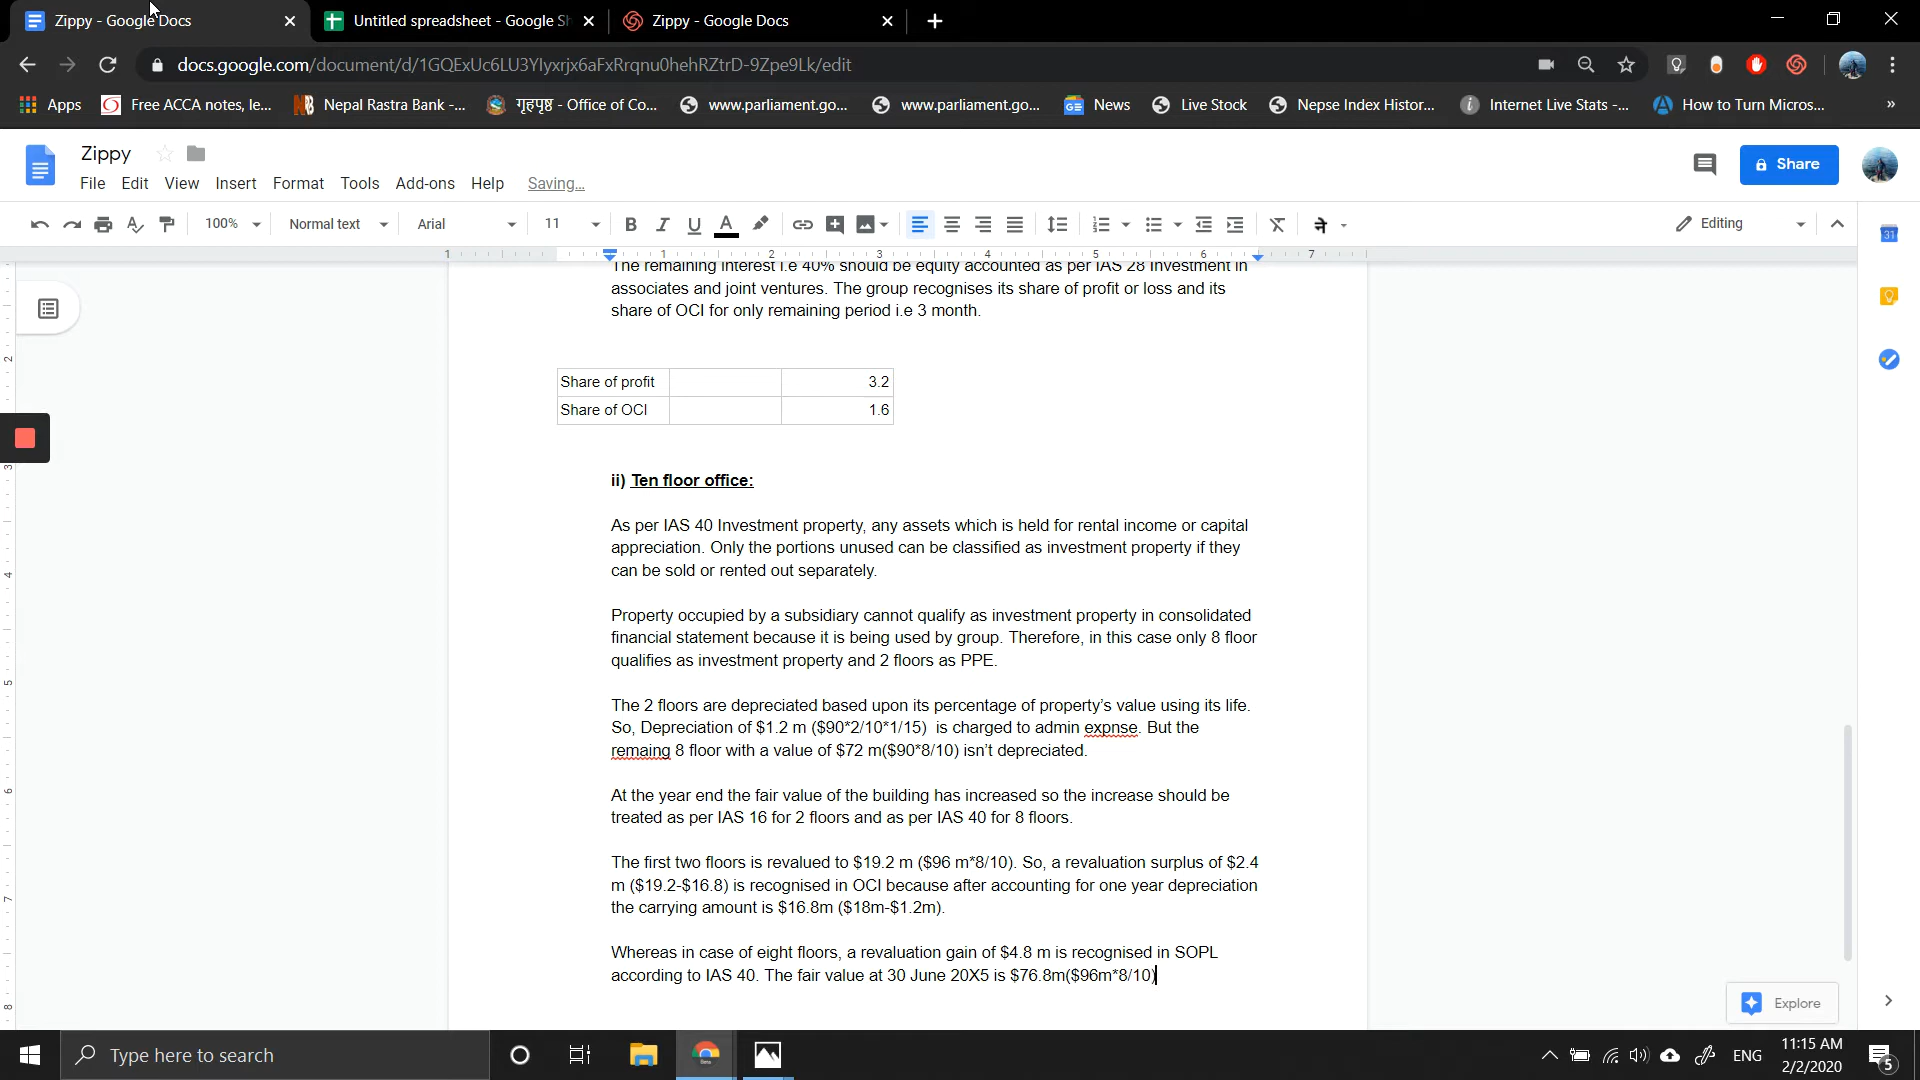 Zippy - Google Docs
Untitled spreadsheet - Google Sh
Zippy - Google Docs
docs.google.com/document/d/1GQExUc6LU3YIyxrjx6aFxRrqnu0hehRZtrD-9Zpe9Lk/edit
Apps
Free ACCA notes, le...
Nepal Rastra Bank -...
गृहपृष्ठ - Office of Co...
www.parliament.go...
www.parliament.go...
News
Live Stock
Nepse Index Histor...
Internet Live Stats -...
How to Turn Micros...
Zippy
Share
File Edit View Insert Format Tools Add-ons Help Saving...
100% Normal text Arial 11 Editing
1 1 2 3 4 5 6 7
The remaining interest i.e 40% should be equity accounted as per IAS 28 Investment in
associates and joint ventures. The group recognises its share of profit or loss and its
share of OCI for only remaining period i.e 3 month.
Share of profit 3.2
Share of OCI 1.6
ii) Ten floor office:
As per IAS 40 Investment property, any assets which is held for rental income or capital
appreciation. Only the portions unused can be classified as investment property if they
can be sold or rented out separately.
Property occupied by a subsidiary cannot qualify as investment property in consolidated
financial statement because it is being used by group. Therefore, in this case only 8 floor
qualifies as investment property and 2 floors as PPE.
The 2 floors are depreciated based upon its percentage of property's value using its life.
So, Depreciation of $1.2 m ($90*2/10*1/15) is charged to admin expnse. But the
remaing 8 floor with a value of $72 m($90*8/10) isn't depreciated.
At the year end the fair value of the building has increased so the increase should be
treated as per IAS 16 for 2 floors and as per IAS 40 for 8 floors.
The first two floors is revalued to $19.2 m ($96 m*8/10). So, a revaluation surplus of $2.4
m ($19.2-$16.8) is recognised in OCI because after accounting for one year depreciation
the carrying amount is $16.8m ($18m-$1.2m).
Whereas in case of eight floors, a revaluation gain of $4.8 m is recognised in SOPL
according to IAS 40. The fair value at 30 June 20X5 is $76.8m($96m*8/10)
2
3
4
5
6
7
8
31
Explore
Type here to search
ENG
11:15 AM
2/2/2020
5